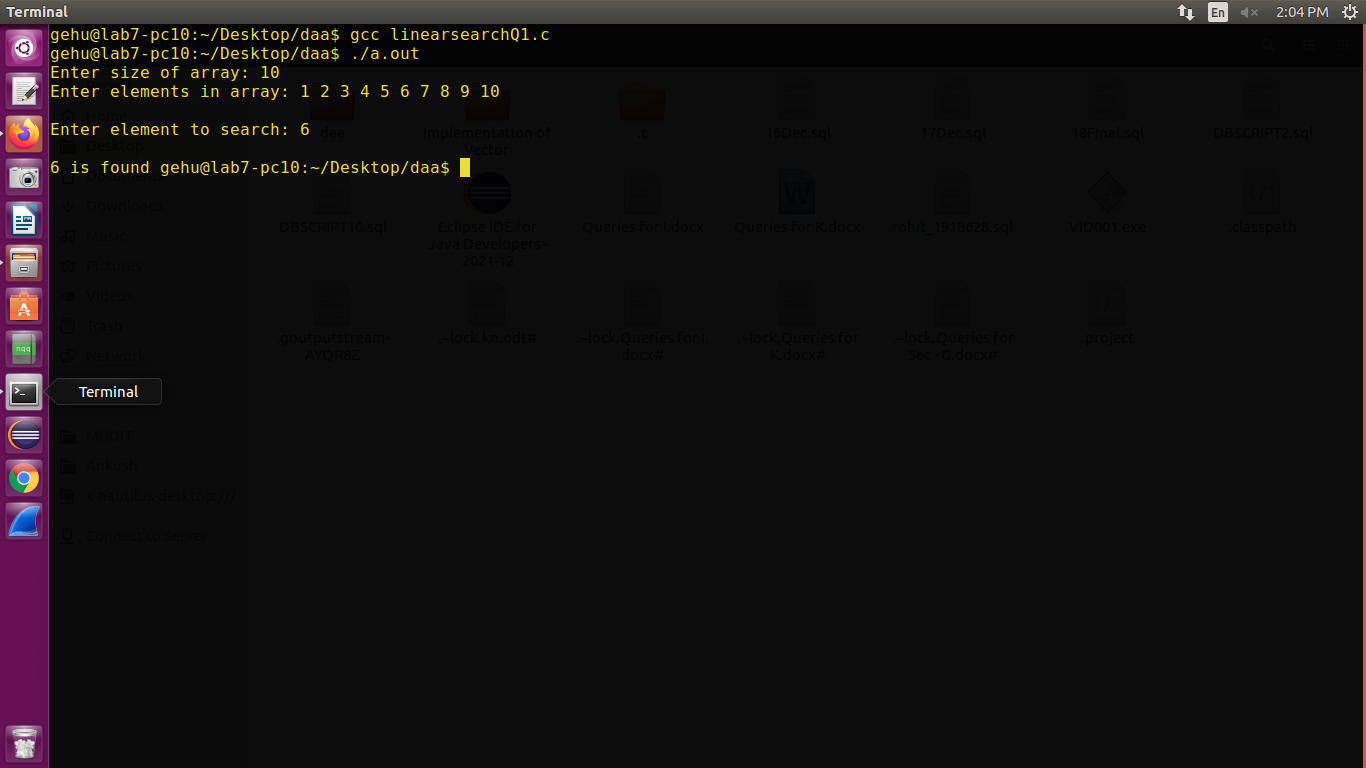 Terminal
En
2:04 PM
gehu@lab7-pc10:~/Desktop/daa$ gcc linearsearchQ1.c
gehu@lab7-pc10:~/Desktop/daa$ ./a.out
Enter size of array: 10
Enter elements in array: 1 2 3 4 5 6 7 8 9 10
Enter element to search: 6
6 is found gehu@lab7-pc10:~/Desktop/daa$
Home
Desktop
Downloads
Music
Pictures
Videos
Trash
Network
Terminal
MUDIT
Ankush
x-nautilus-desktop:///
Connect to Server
daa
Implementation of
Vector
.c
16Dec.sql
17Dec.sql
18Final.sql
DBSCRIPT2.sql
DBSCRIPT10.sql
Eclipse IDE for
Java Developers -
2021-12
Queries for I.docx
Queries for K.docx
rohit_1918628.sql
VID001.exe
.classpath
.goutputstream-
AYQR8Z
.~lock.kn.odt#
.~lock.Queries for I.
docx#
.~lock.Queries for
K.docx#
.~lock.Queries for
Sec - G.docx#
.project